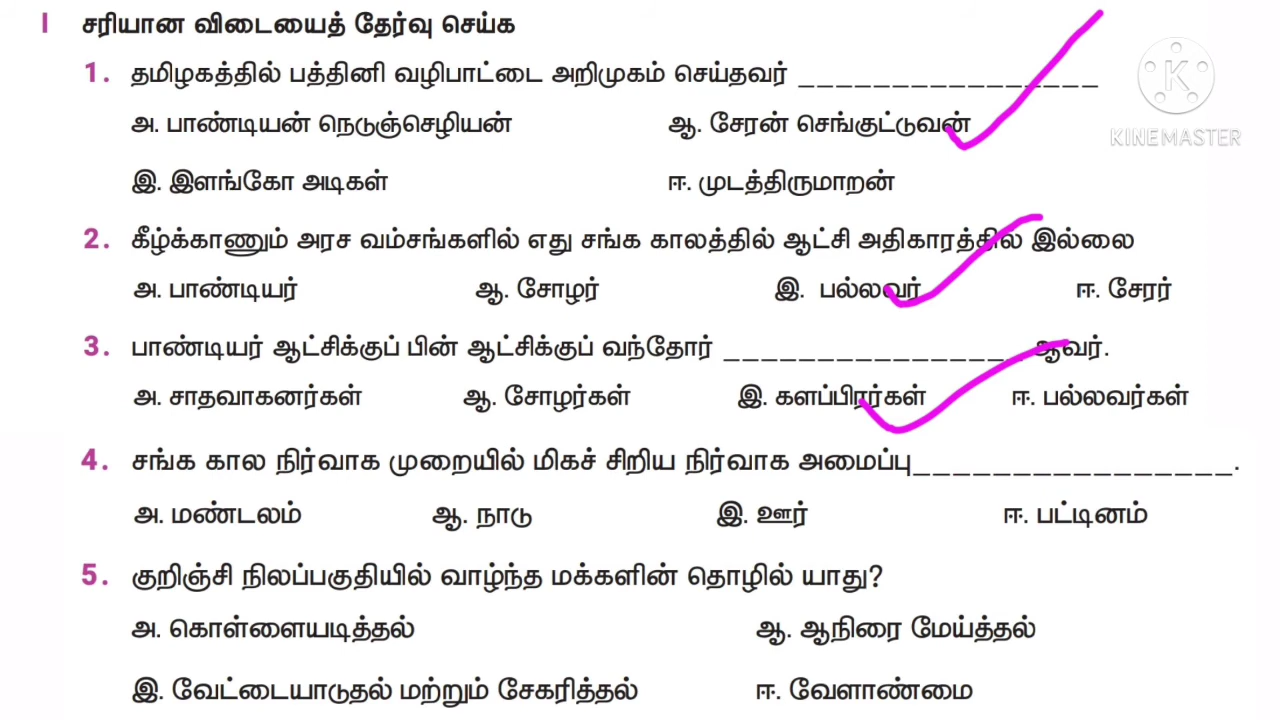 I சரியான விடையைத் தேர்வு செய்க
1. தமிழகத்தில் பத்தினி வழிபாட்டை அறிமுகம் செய்தவர் ________________
அ. பாண்டியன் நெடுஞ்செழியன் ஆ. சேரன் செங்குட்டுவன்
K
KINEMASTER
இ. இளங்கோ அடிகள் ஈ. முடத்திருமாறன்
2. கீழ்க்காணும் அரச வம்சங்களில் எது சங்க காலத்தில் ஆட்சி அதிகாரத்தில் இல்லை
அ. பாண்டியர் ஆ. சோழர் இ. பல்லவர் ஈ. சேரர்
3. பாண்டியர் ஆட்சிக்குப் பின் ஆட்சிக்குப் வந்தோர் ________________ ஆவர்.
அ. சாதவாகனர்கள் ஆ. சோழர்கள் இ. களப்பிரர்கள் ஈ. பல்லவர்கள்
4. சங்க கால நிர்வாக முறையில் மிகச் சிறிய நிர்வாக அமைப்பு_________________.
அ. மண்டலம் ஆ. நாடு இ. ஊர் ஈ. பட்டினம்
5. குறிஞ்சி நிலப்பகுதியில் வாழ்ந்த மக்களின் தொழில் யாது?
அ. கொள்ளையடித்தல் ஆ. ஆநிரை மேய்த்தல்
இ. வேட்டையாடுதல் மற்றும் சேகரித்தல் ஈ. வேளாண்மை